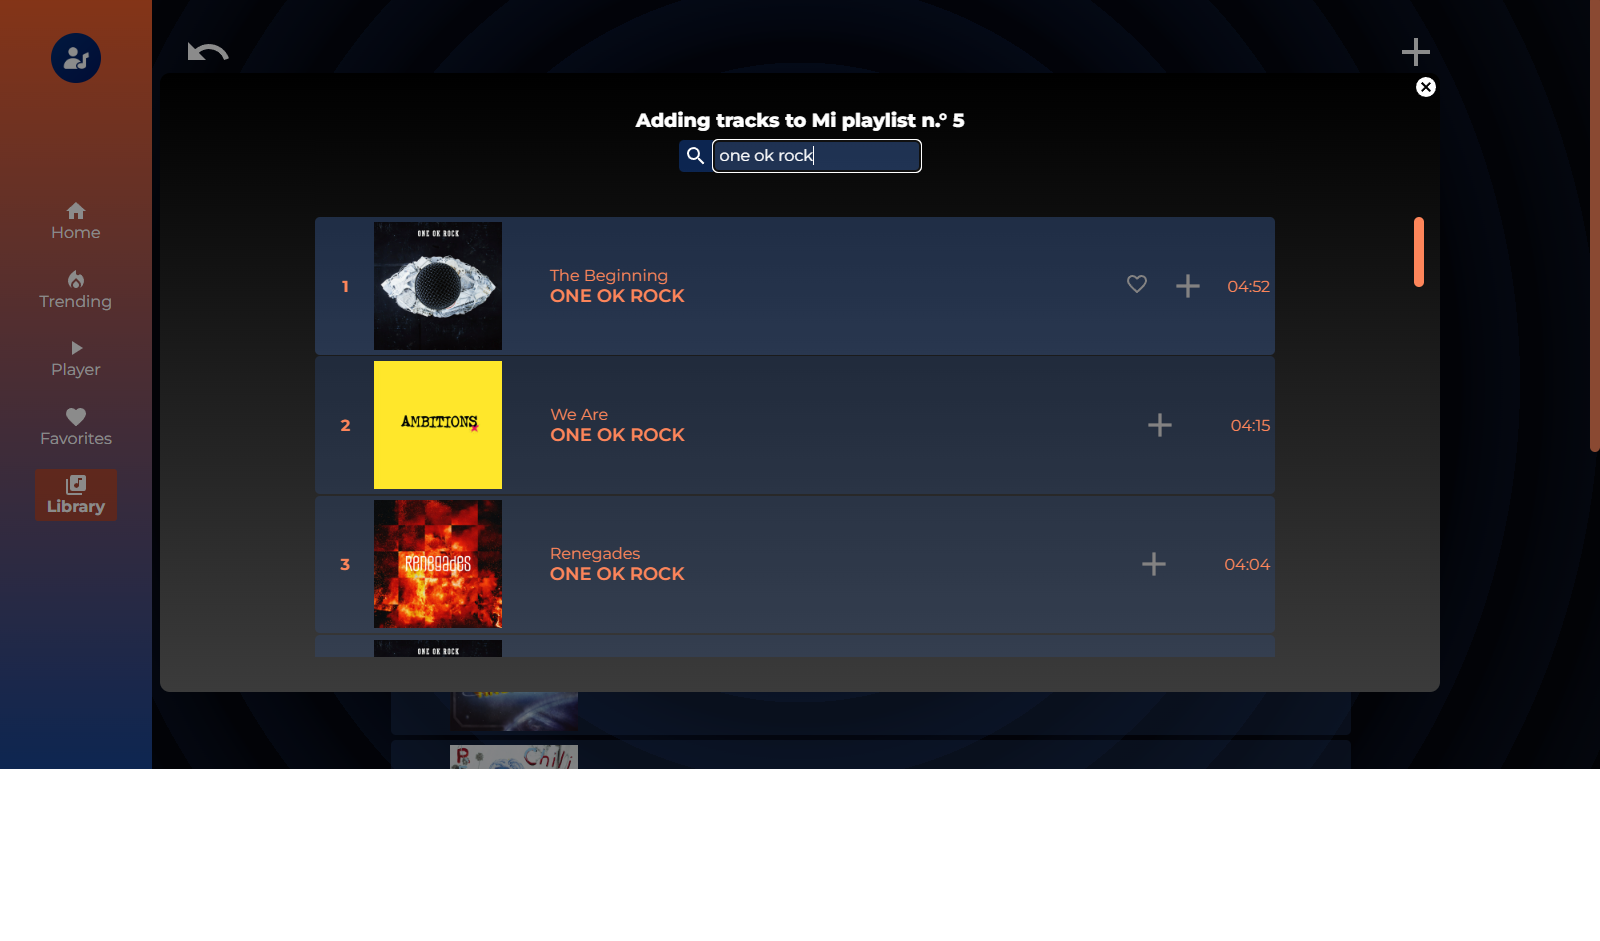 Home
Trending
Player
Favorites
Library
Adding tracks to Mi playlist n.º 5
one ok rock
1
ONE OK ROCK
The Beginning
ONE OK ROCK
04:52
2
AMBITIONS
We Are
ONE OK ROCK
04:15
3
Renegades
Renegades
ONE OK ROCK
04:04
ONE OK ROCK
P
Chili